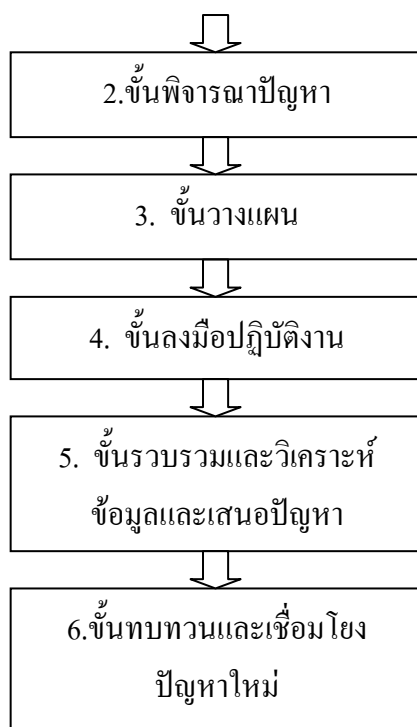 2.ขั้นพิจารณาปัญหา
3. ขั้นวางแผน
4. ขั้นลงมือปฏิบัติงาน
5. ขั้นรวบรวมและวิเคราะห์
ข้อมูลและเสนอปัญหา
6.ขั้นทบทวนและเชื่อมโยง
ปัญหาใหม่